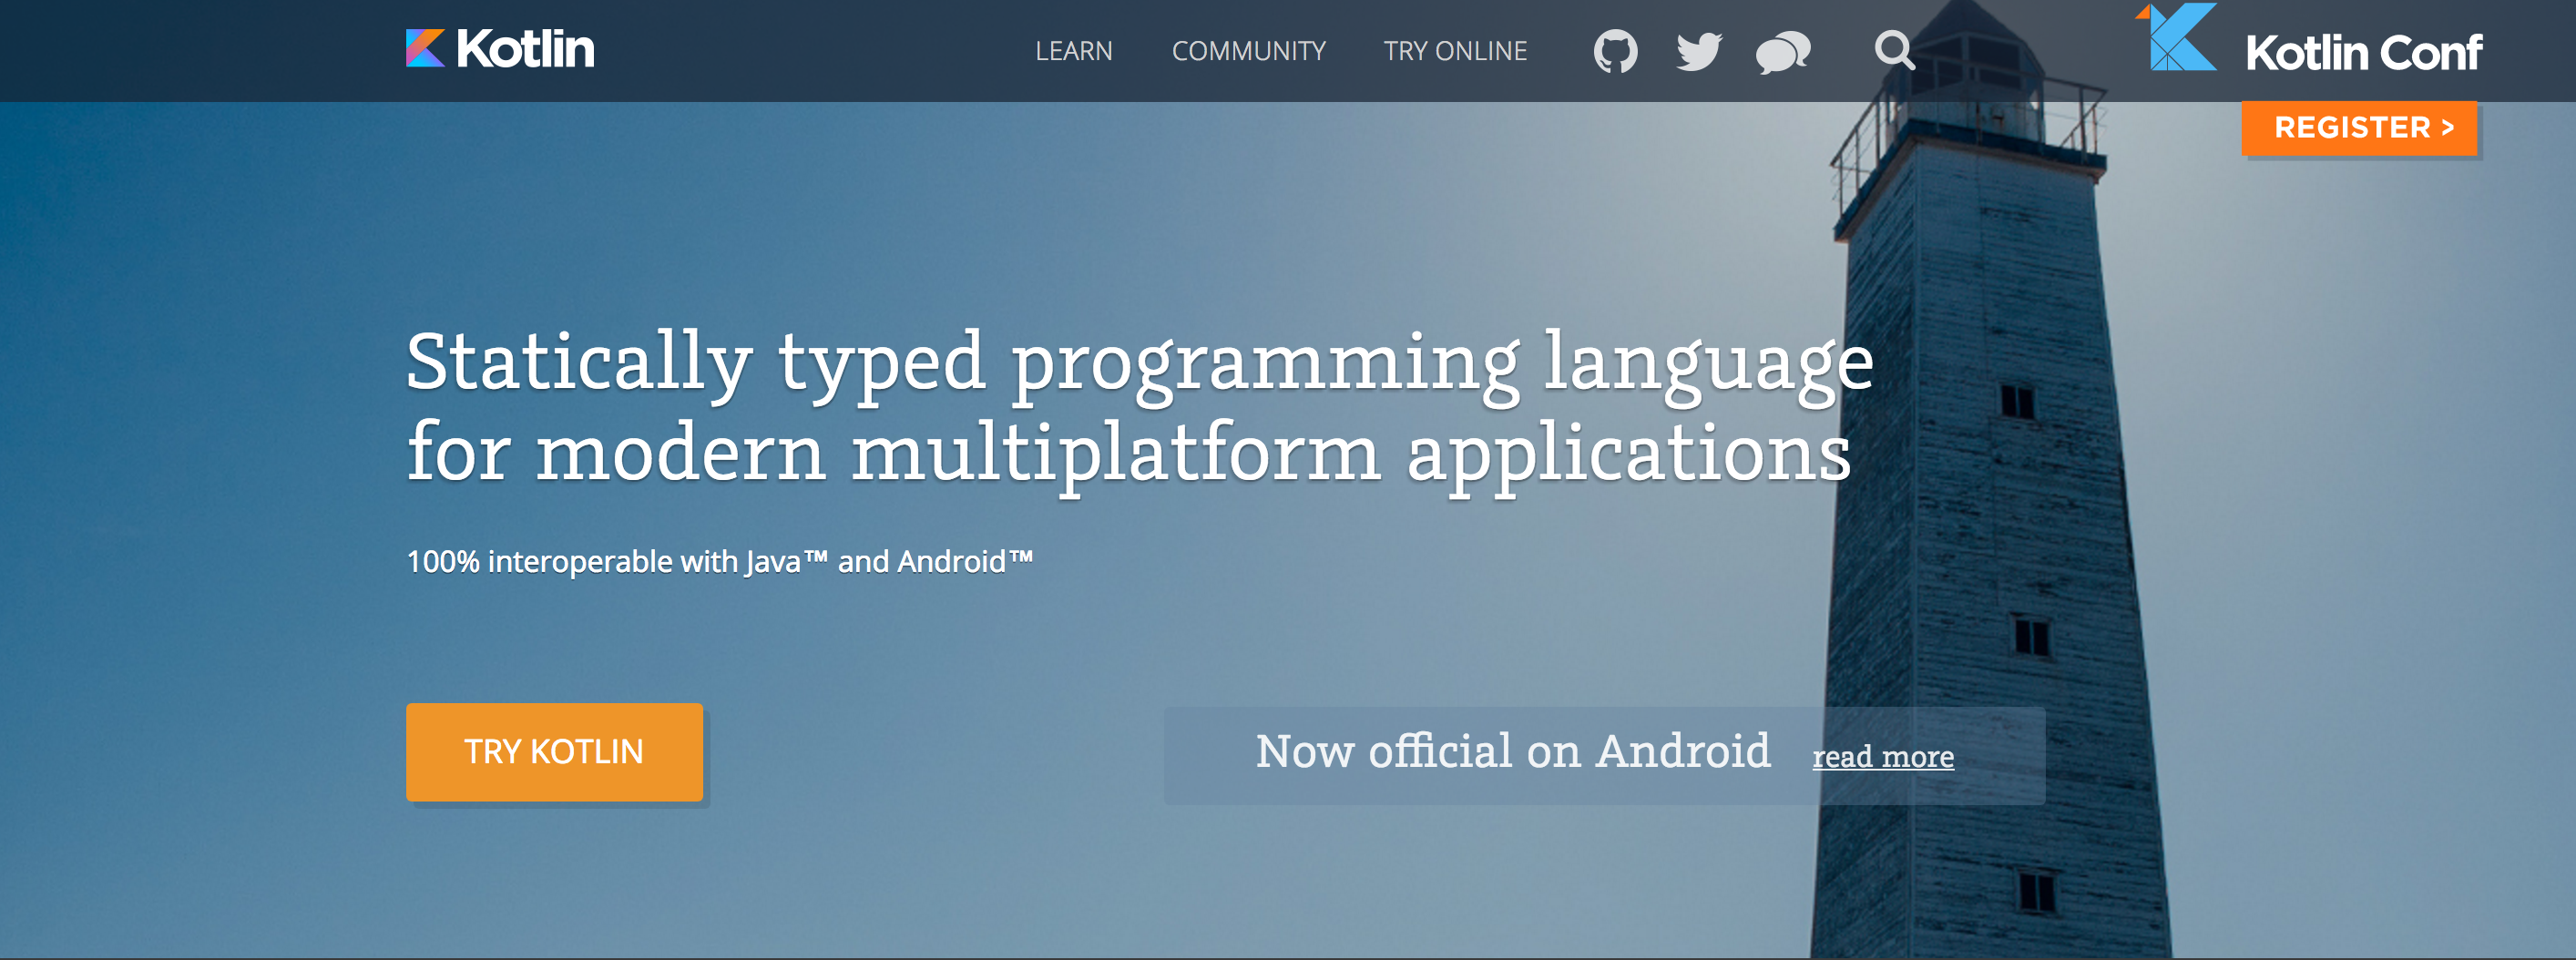 Kotlin
LEARN
COMMUNITY
TRY ONLINE
Kotlin Conf
REGISTER >
Statically typed programming language
for modern multiplatform applications
100% interoperable with Java™ and Android™
TRY KOTLIN
Now official on Android read more